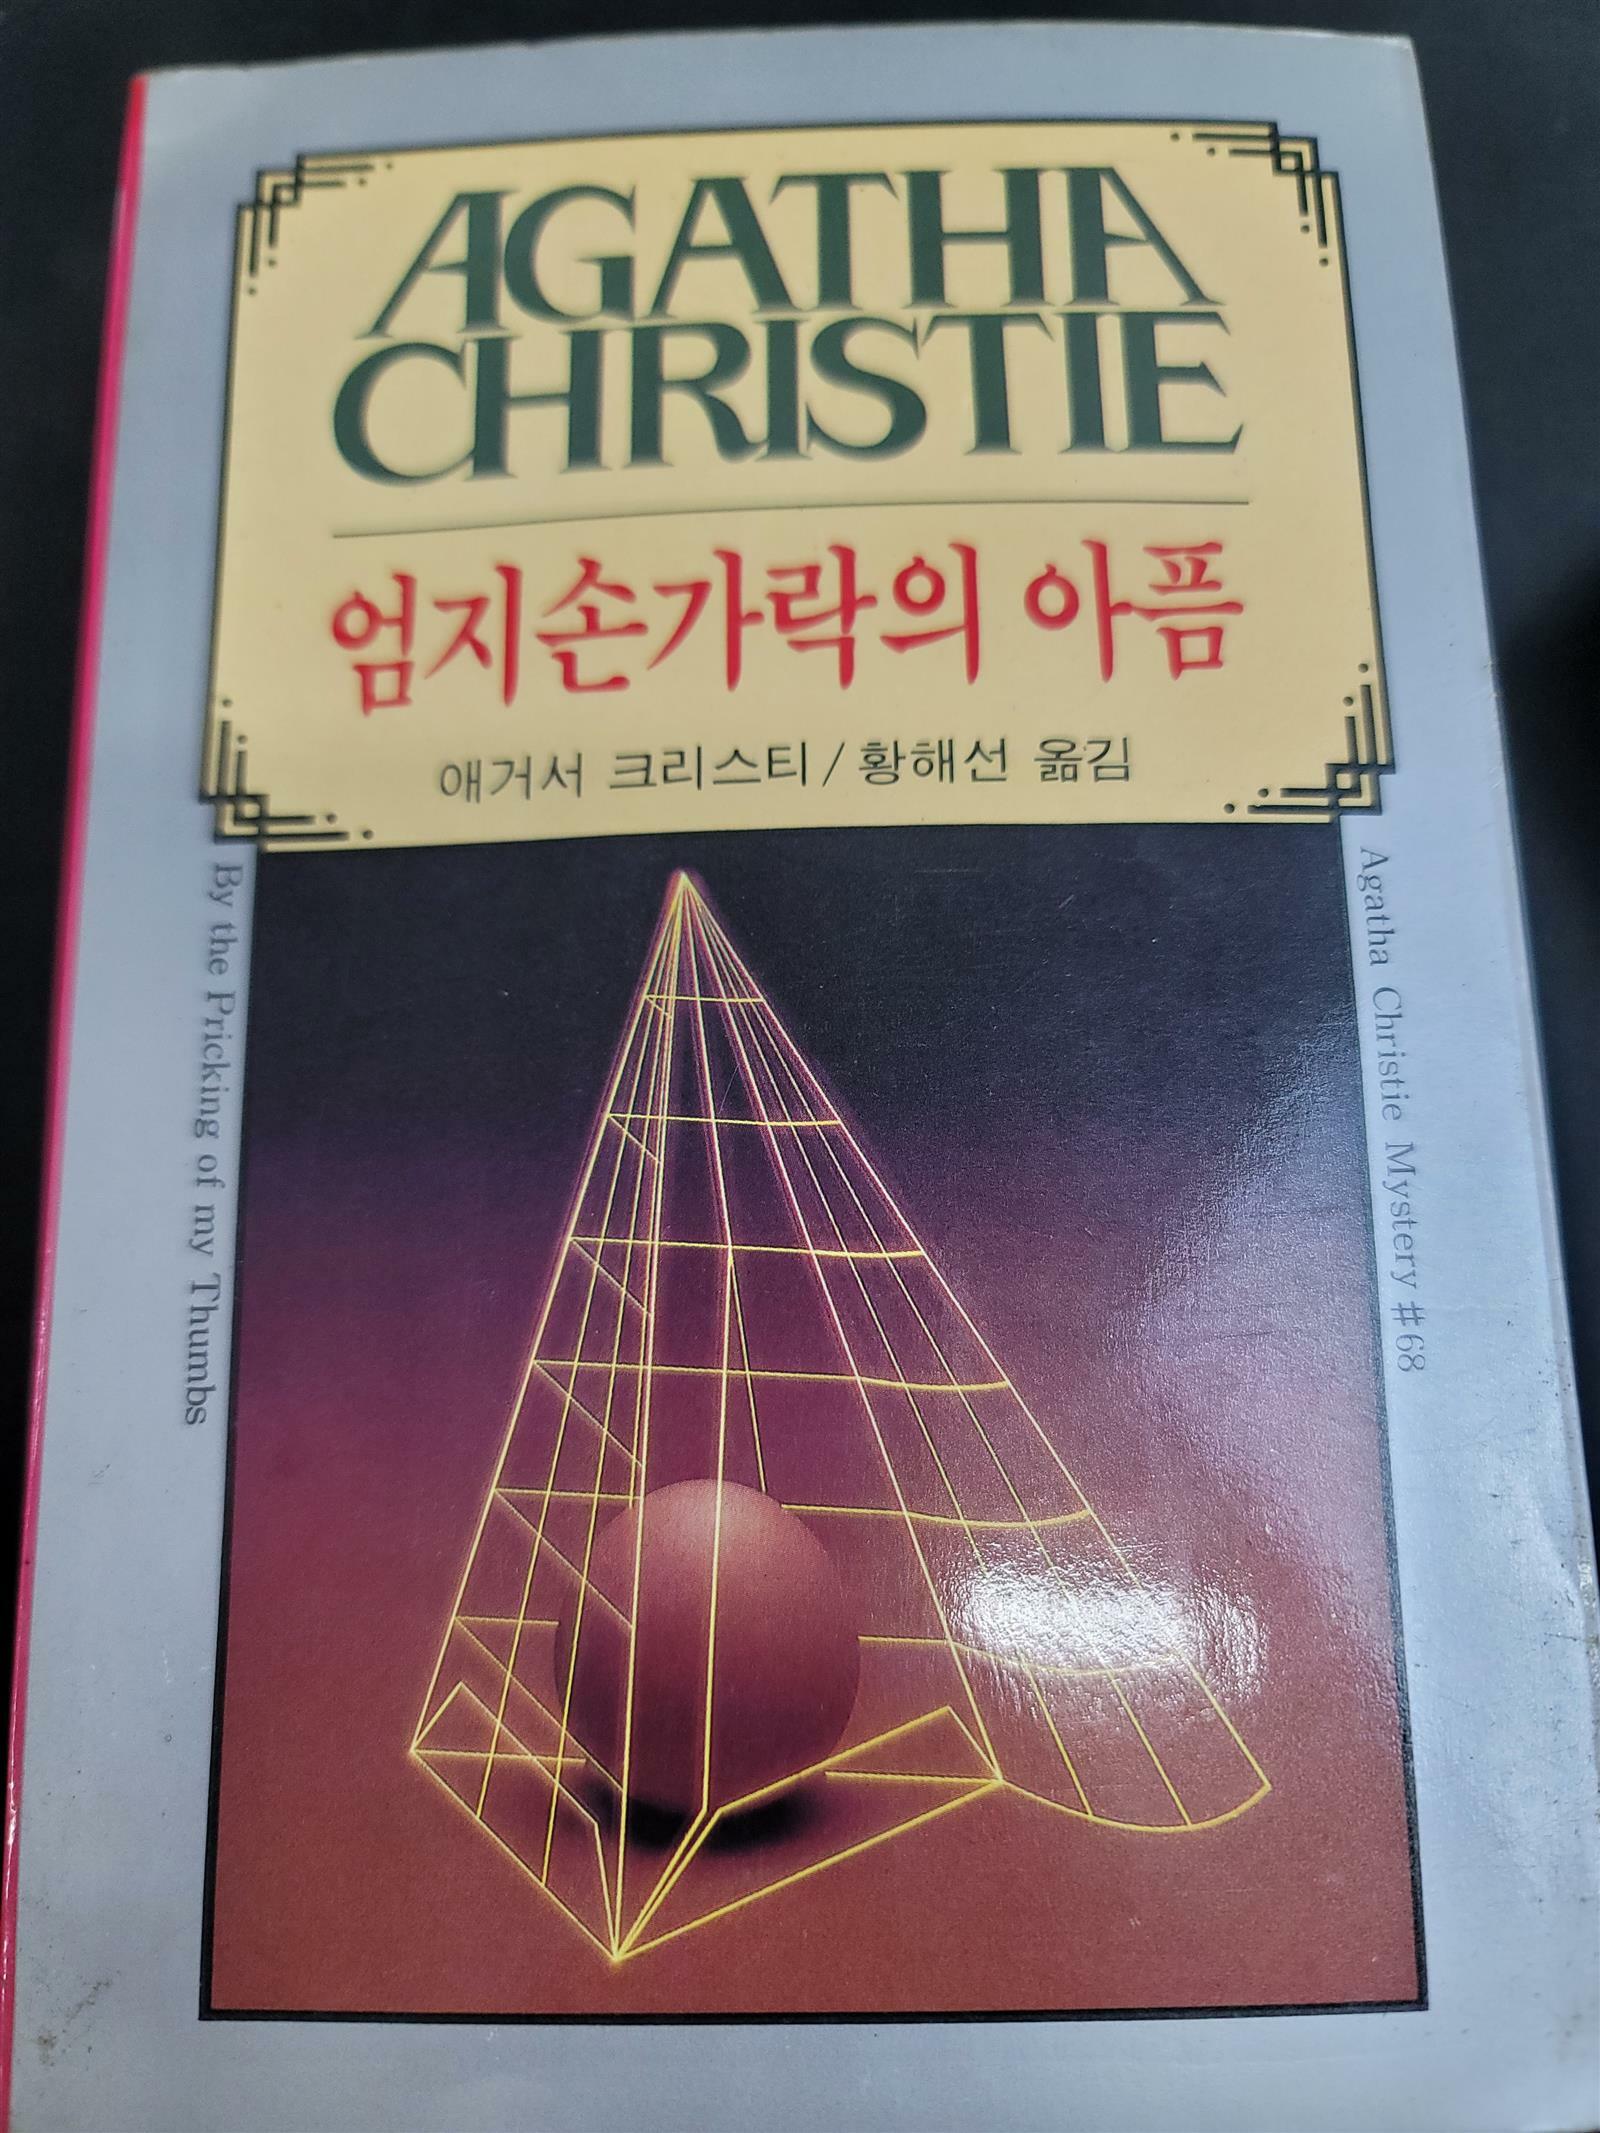 AGATHA
CHRISTIE
엄지손가락의 아픔
애거서 크리스티 / 황해선 옮김
By the Pricking of my Thumbs
Agatha Christie Mystery #68